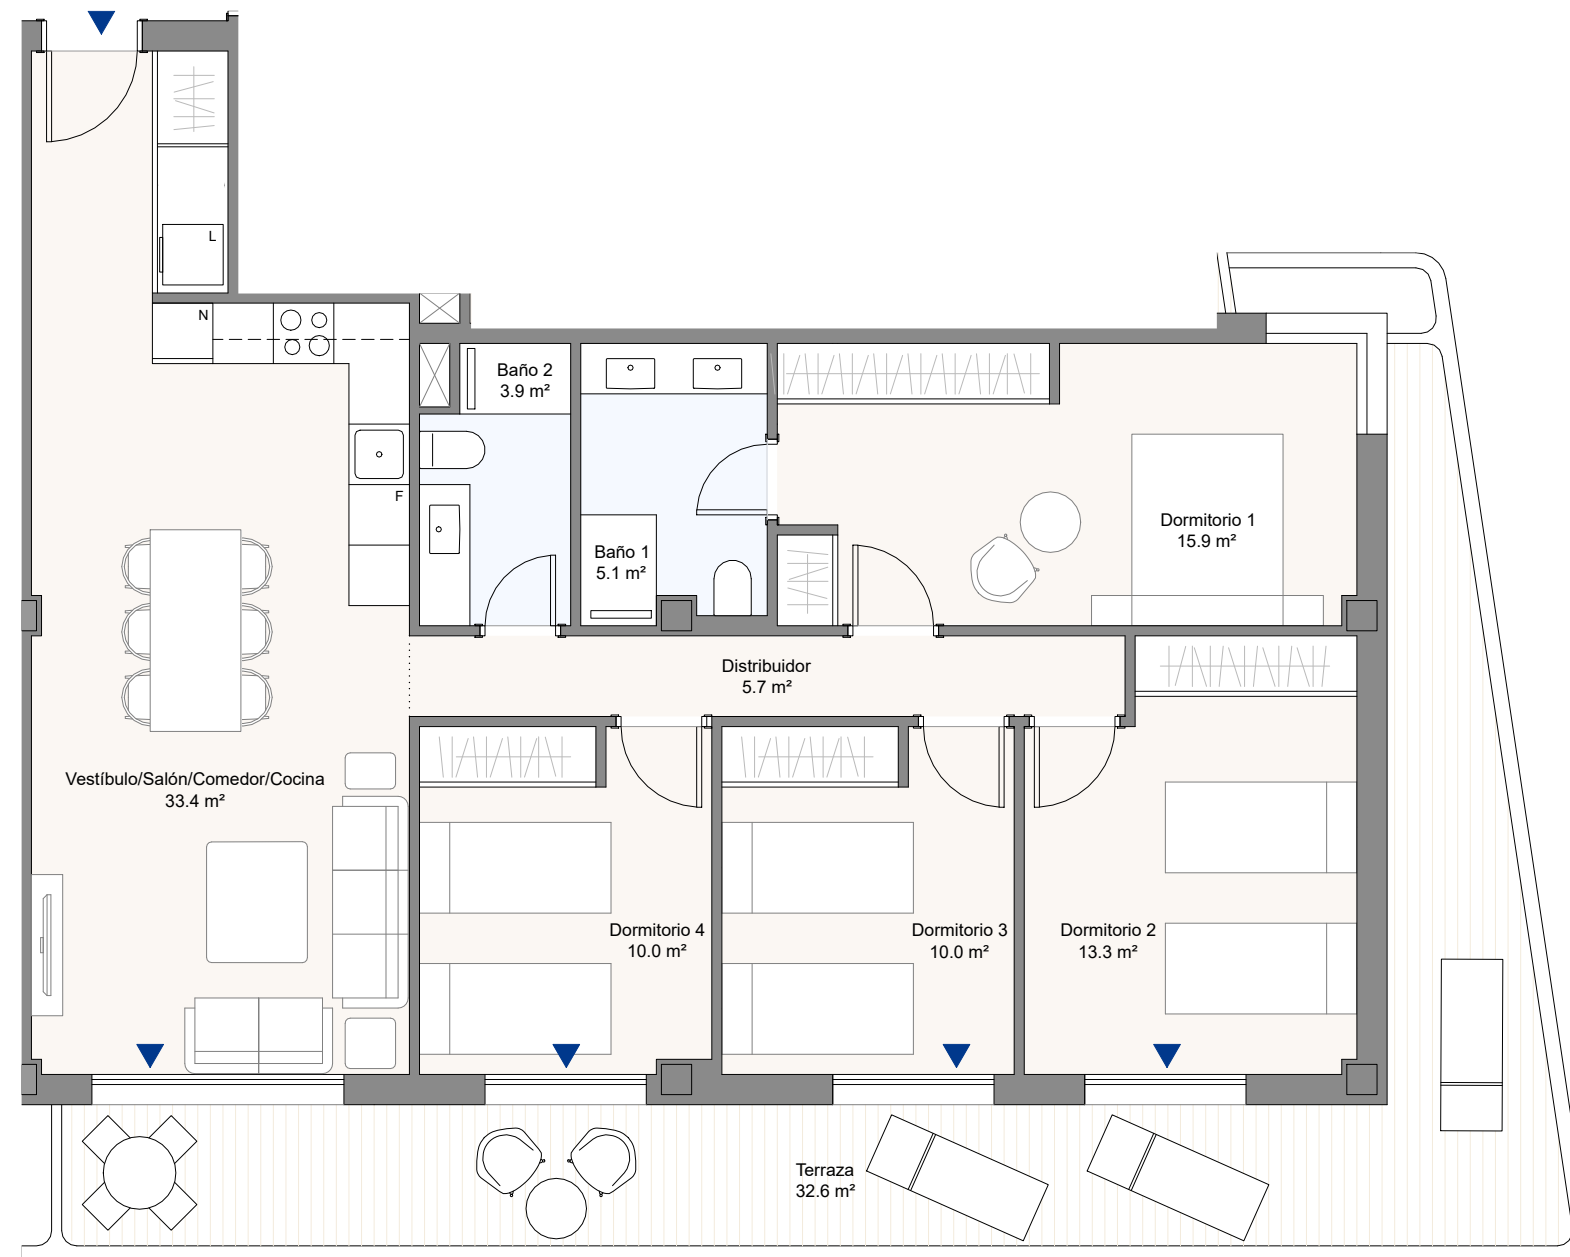 L
N
F
Baño 2
3.9 m²
Baño 1
5.1 m²
Dormitorio 1
15.9 m²
Distribuidor
5.7 m²
Vestíbulo/Salón/Comedor/Cocina
33.4 m²
Dormitorio 4
10.0 m²
Dormitorio 3
10.0 m²
Dormitorio 2
13.3 m²
Terraza
32.6 m²